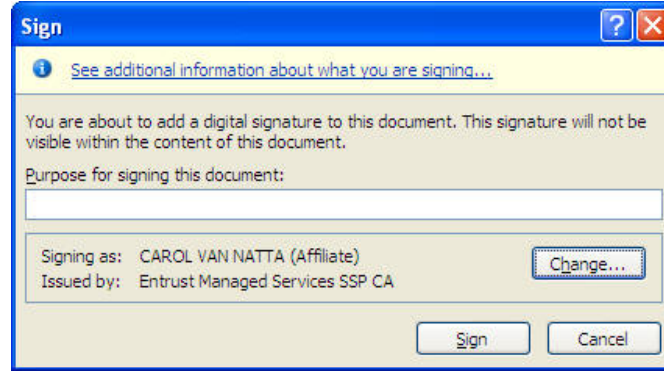 Sign
?
See additional information about what you are signing...
You are about to add a digital signature to this document. This signature will not be
visible within the content of this document.
Purpose for signing this document:
Signing as: CAROL VAN NATTA (Affiliate)
Issued by: Entrust Managed Services SSP CA
Change...
Sign
Cancel